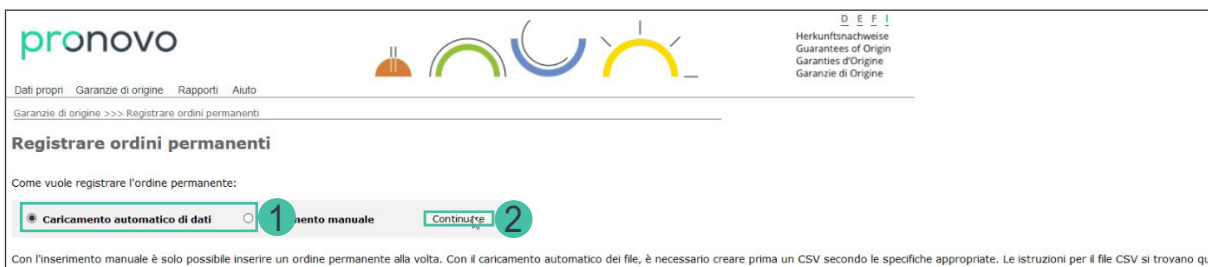 pronovo
D E F I
Herkunftsnachweise
Guarantees of Origin
Garanties d'Origine
Garanzie di Origine
Dati propri Garanzie di origine Rapporti Aiuto
Garanzie di origine >>> Registrare ordini permanenti
Registrare ordini permanenti
Come vuole registrare l'ordine permanente:
Caricamento automatico di dati 1 mento manuale Continuare 2
Con l'inserimento manuale è solo possibile inserire un ordine permanente alla volta. Con il caricamento automatico dei file, è necessario creare prima un CSV secondo le specifiche appropriate. Le istruzioni per il file CSV si trovano qu